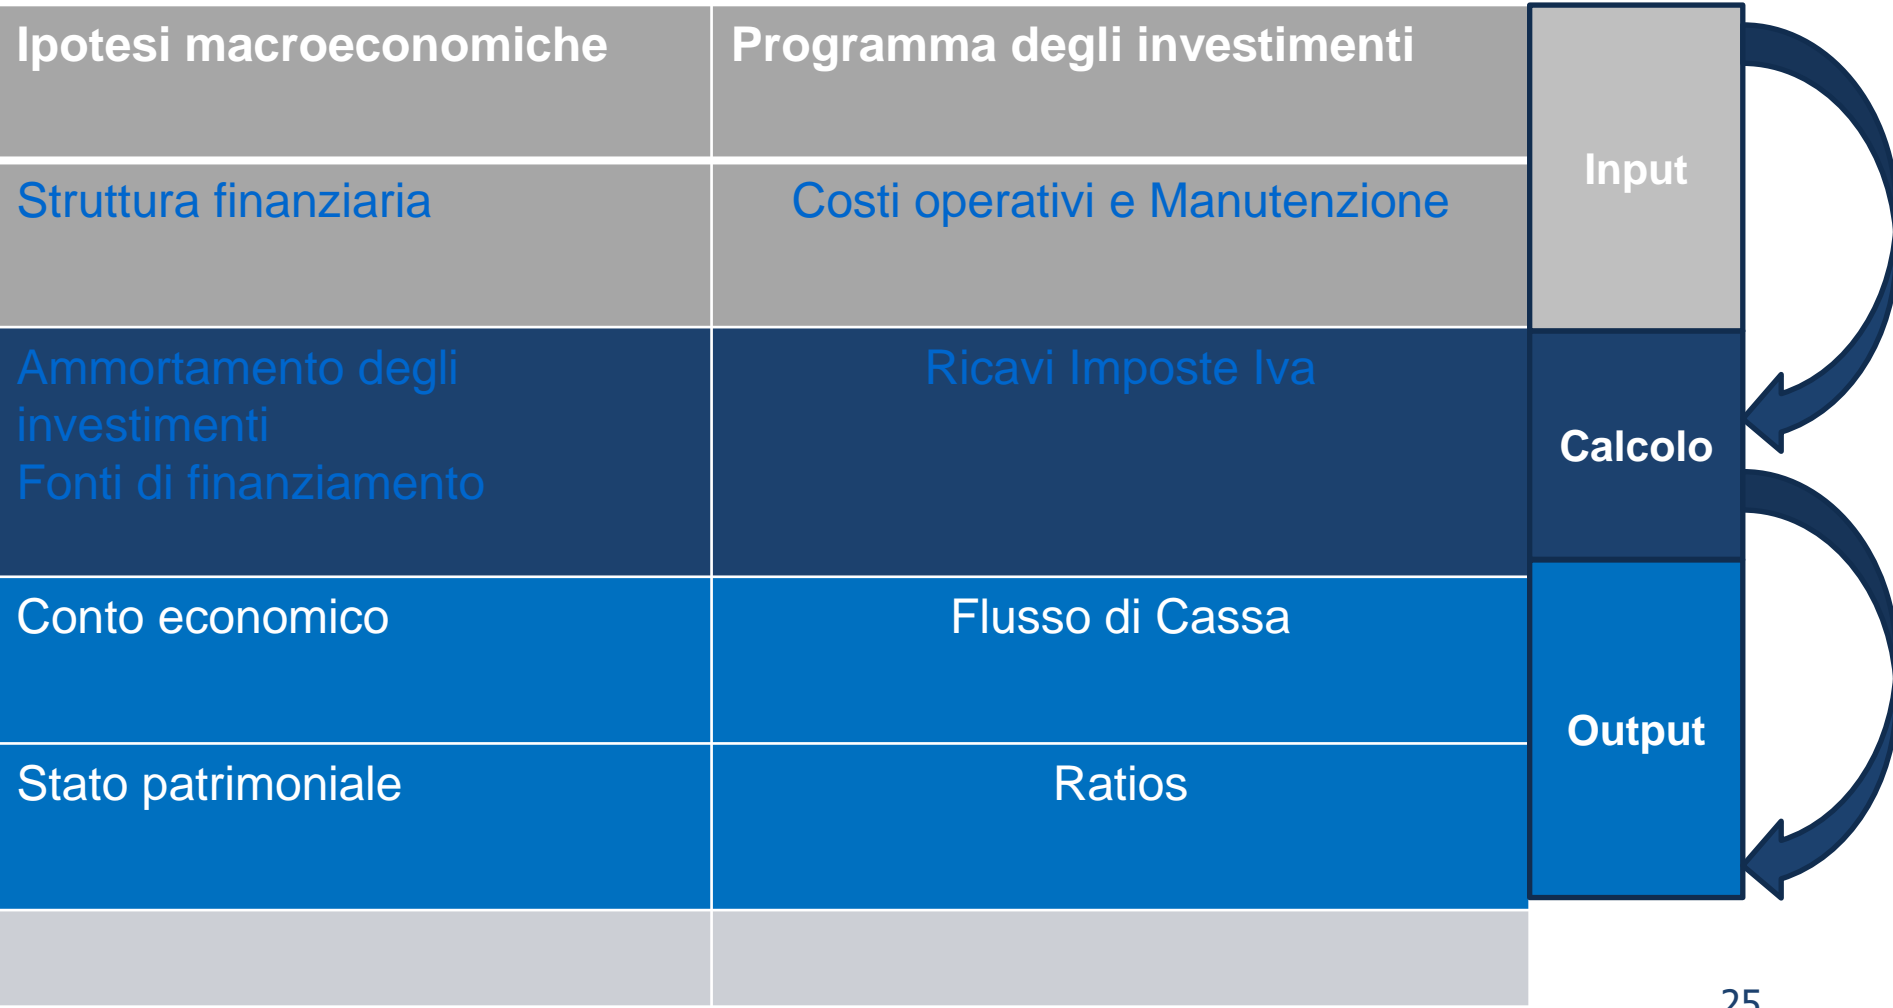 Ipotesi macroeconomiche
Programma degli investimenti
Input
Struttura finanziaria
Costi operativi e Manutenzione
Ammortamento degli
investimenti
Fonti di finanziamento
Ricavi Imposte Iva
Calcolo
Conto economico
Flusso di Cassa
Output
Stato patrimoniale
Ratios
25